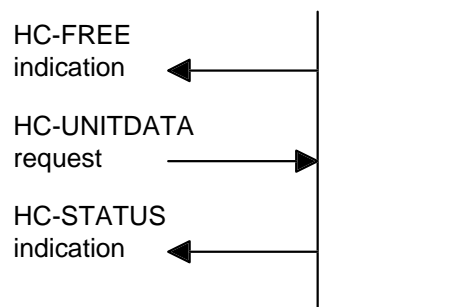 HC-FREE
indication
HC-UNITDATA
request
HC-STATUS
indication